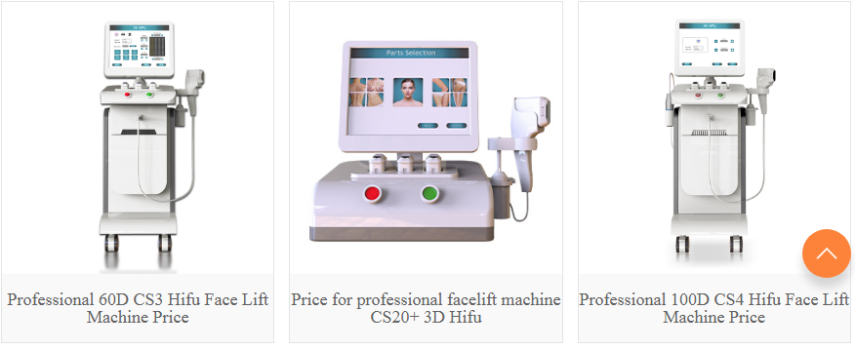 Parts Selection
Professional 60D CS3 Hifu Face Lift
Machine Price
Price for professional facelift machine
CS20+ 3D Hifu
Professional 100D CS4 Hifu Face Lift
Machine Price